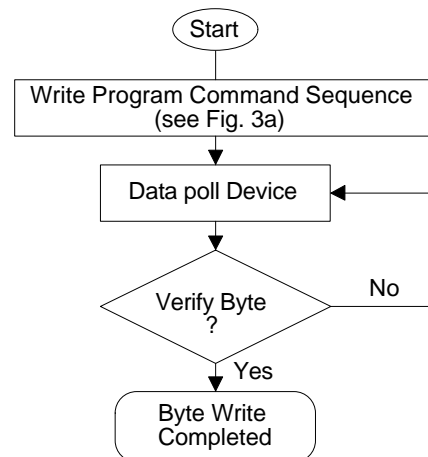 Start
Write Program Command Sequence
(see Fig. 3a)
Data poll Device
Verify Byte
?
No
Yes
Byte Write
Completed